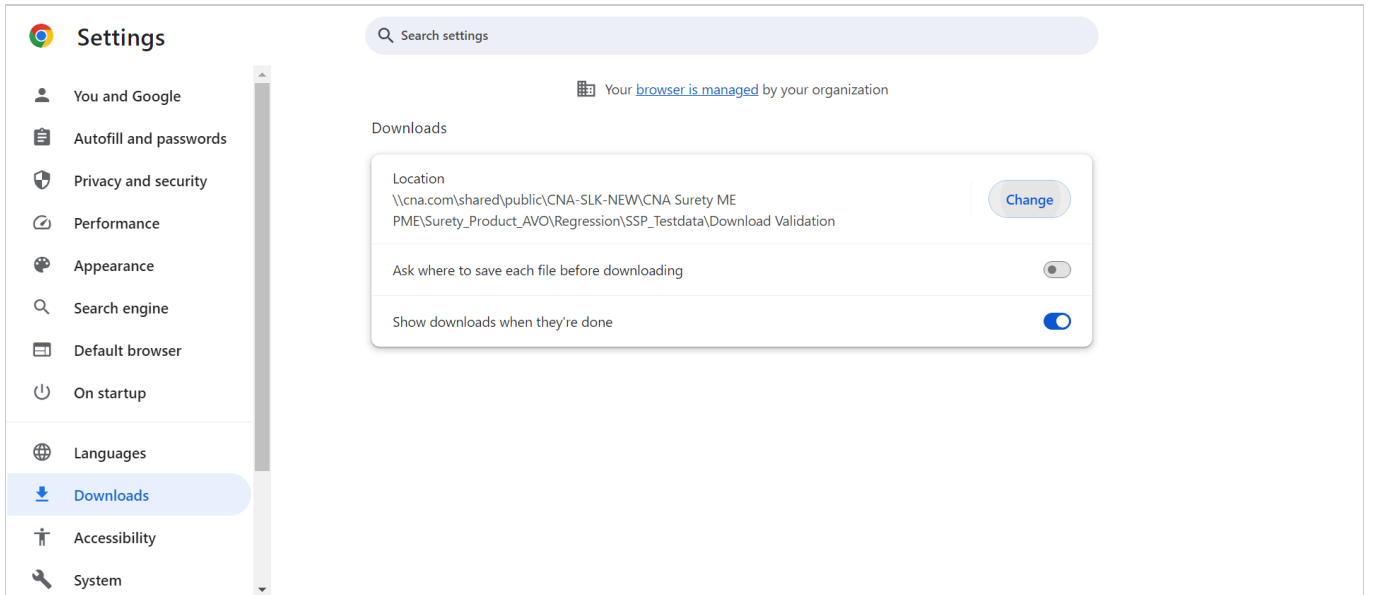 Settings
Search settings
You and Google
Autofill and passwords
Privacy and security
Performance
Appearance
Search engine
Default browser
On startup
Languages
Downloads
Accessibility
System
Your browser is managed by your organization
Downloads
Location
\\cna.com\shared\public\CNA-SLK-NEW\CNA Surety ME
PME\Surety_Product_AVO\Regression\SSP_Testdata\Download Validation
Change
Ask where to save each file before downloading
Show downloads when they're done